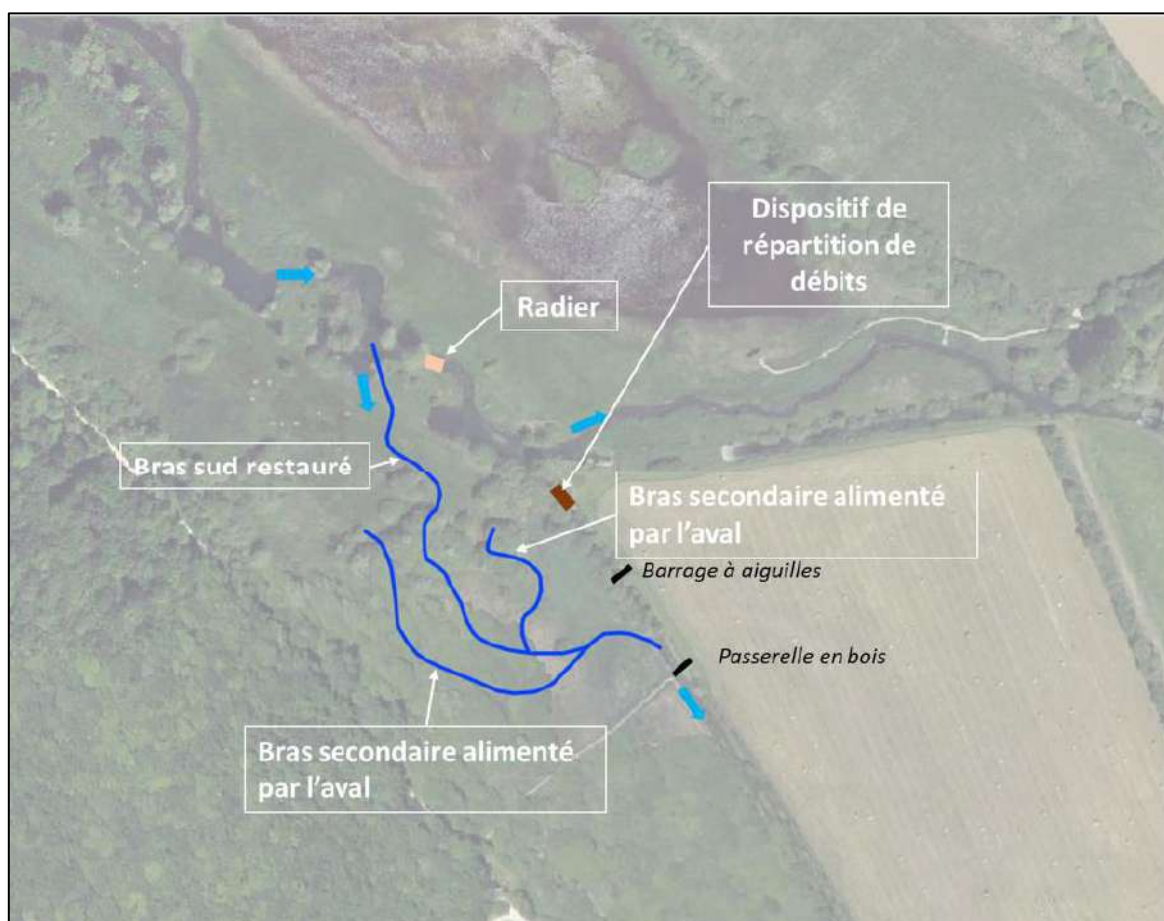 Dispositif de
répartition de
débits
Radier
Bras sud restauré
Bras secondaire alimenté
par l'aval
Barrage à aiguilles
Passerelle en bois
Bras secondaire alimenté
par l'aval